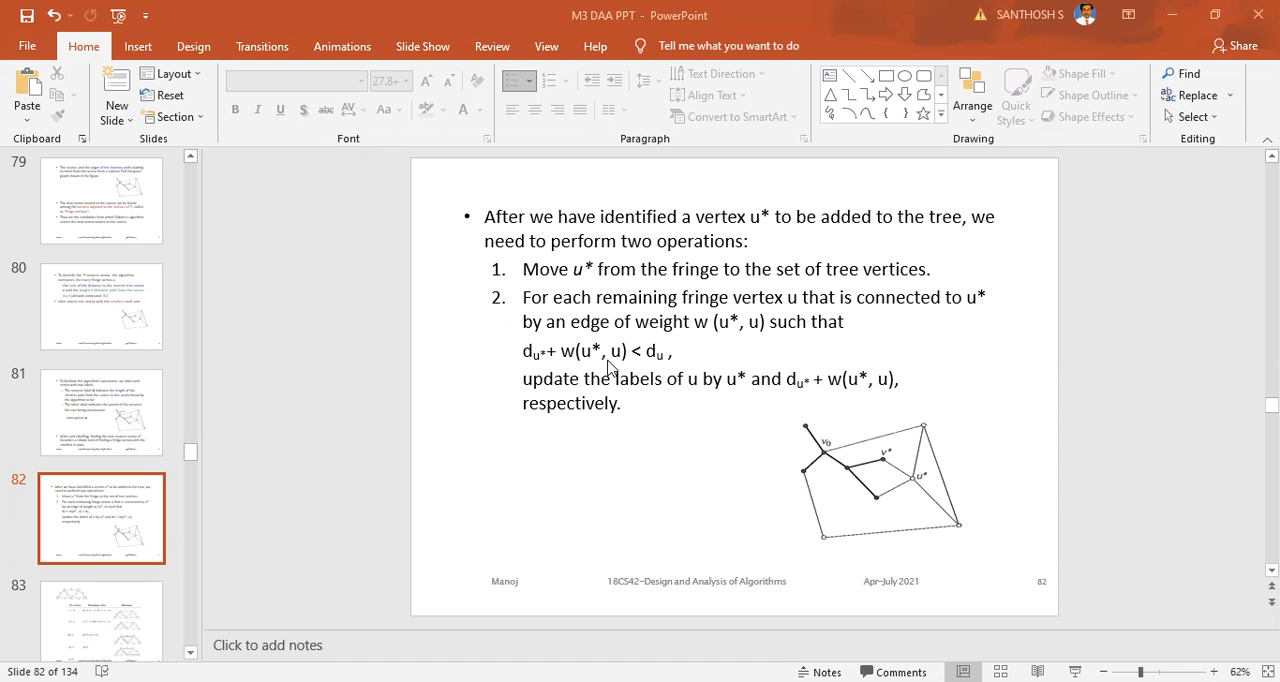 M3 DAA PPT - PowerPoint
SANTHOSH S
File Home Insert Design Transitions Animations Slide Show Review View Help Tell me what you want to do Share
Paste
Clipboard
New Slide
Layout
Reset
Section
Slides
27.8
B I U S abc AV Aa A
Font
Text Direction
Align Text
Convert to SmartArt
Paragraph
Arrange
Quick Styles
Shape Fill
Shape Outline
Shape Effects
Drawing
Find
Replace
Select
Editing
79
80
81
82
83
• After we have identified a vertex u* to be added to the tree, we
need to perform two operations:
1. Move u* from the fringe to the set of tree vertices.
2. For each remaining fringe vertex u that is connected to u*
by an edge of weight w (u*, u) such that
du*+ w(u*, u) < du ,
update the labels of u by u* and du* + w(u*, u),
respectively.
v0
v*
u*
Manoj 18CS42-Design and Analysis of Algorithms Apr-July 2021 82
Click to add notes
Slide 82 of 134 Notes Comments 62%